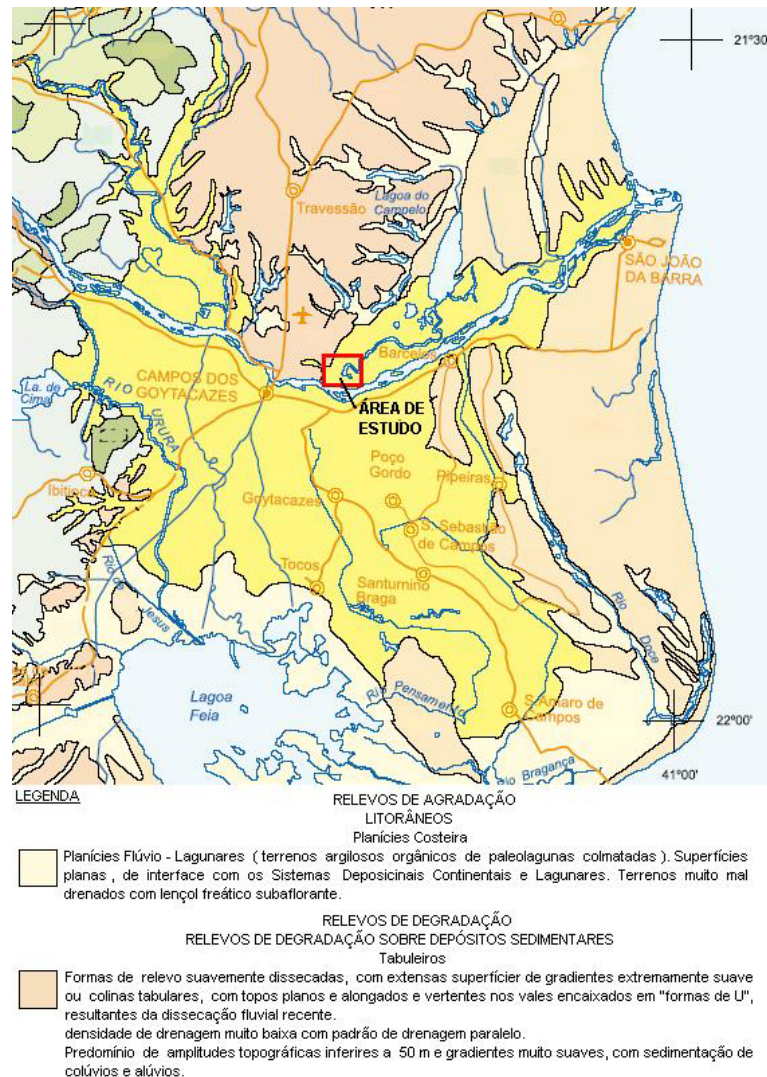 21°30
Travessão
Lagoa do
Campelo
SÃO JOÃO
DA BARRA
Barcelos
La. de
Cima
CAMPOS DOS
GOYTACAZES
RIO
URURA
ÁREA DE
ESTUDO
Poço
Gordo
Pipeiras
Ibitioca
Goytacazes
S. Sebastião
de Campos
Tocos
Santurnino
Braga
Rio de
Jesus
Rio
Doce
Lagoa
Feia
Rio Pensamento
S.Amaro de
Campos
22°00'
Rio Bragança
41°00'
LEGENDA
RELEVOS DE AGRADAÇÃO
LITORÂNEOS
Planícies Costeira
Planícies Flúvio - Lagunares ( terrenos argilosos orgânicos de paleolagunas colmatadas ). Superfícies
planas , de interface com os Sistemas Deposicinais Continentais e Lagunares. Terrenos muito mal
drenados com lençol freático subaflorante.
RELEVOS DE DEGRADAÇÃO
RELEVOS DE DEGRADAÇÃO SOBRE DEPÓSITOS SEDIMENTARES
Tabuleiros
Formas de relevo suavemente dissecadas, com extensas superfícier de gradientes extremamente suave
ou colinas tabulares, com topos planos e alongados e vertentes nos vales encaixados em "formas de U",
resultantes da dissecação fluvial recente.
densidade de drenagem muito baixa com padrão de drenagem paralelo.
Predomínio de amplitudes topográficas inferires a 50 m e gradientes muito suaves, com sedimentação de
colúvios e alúvios.